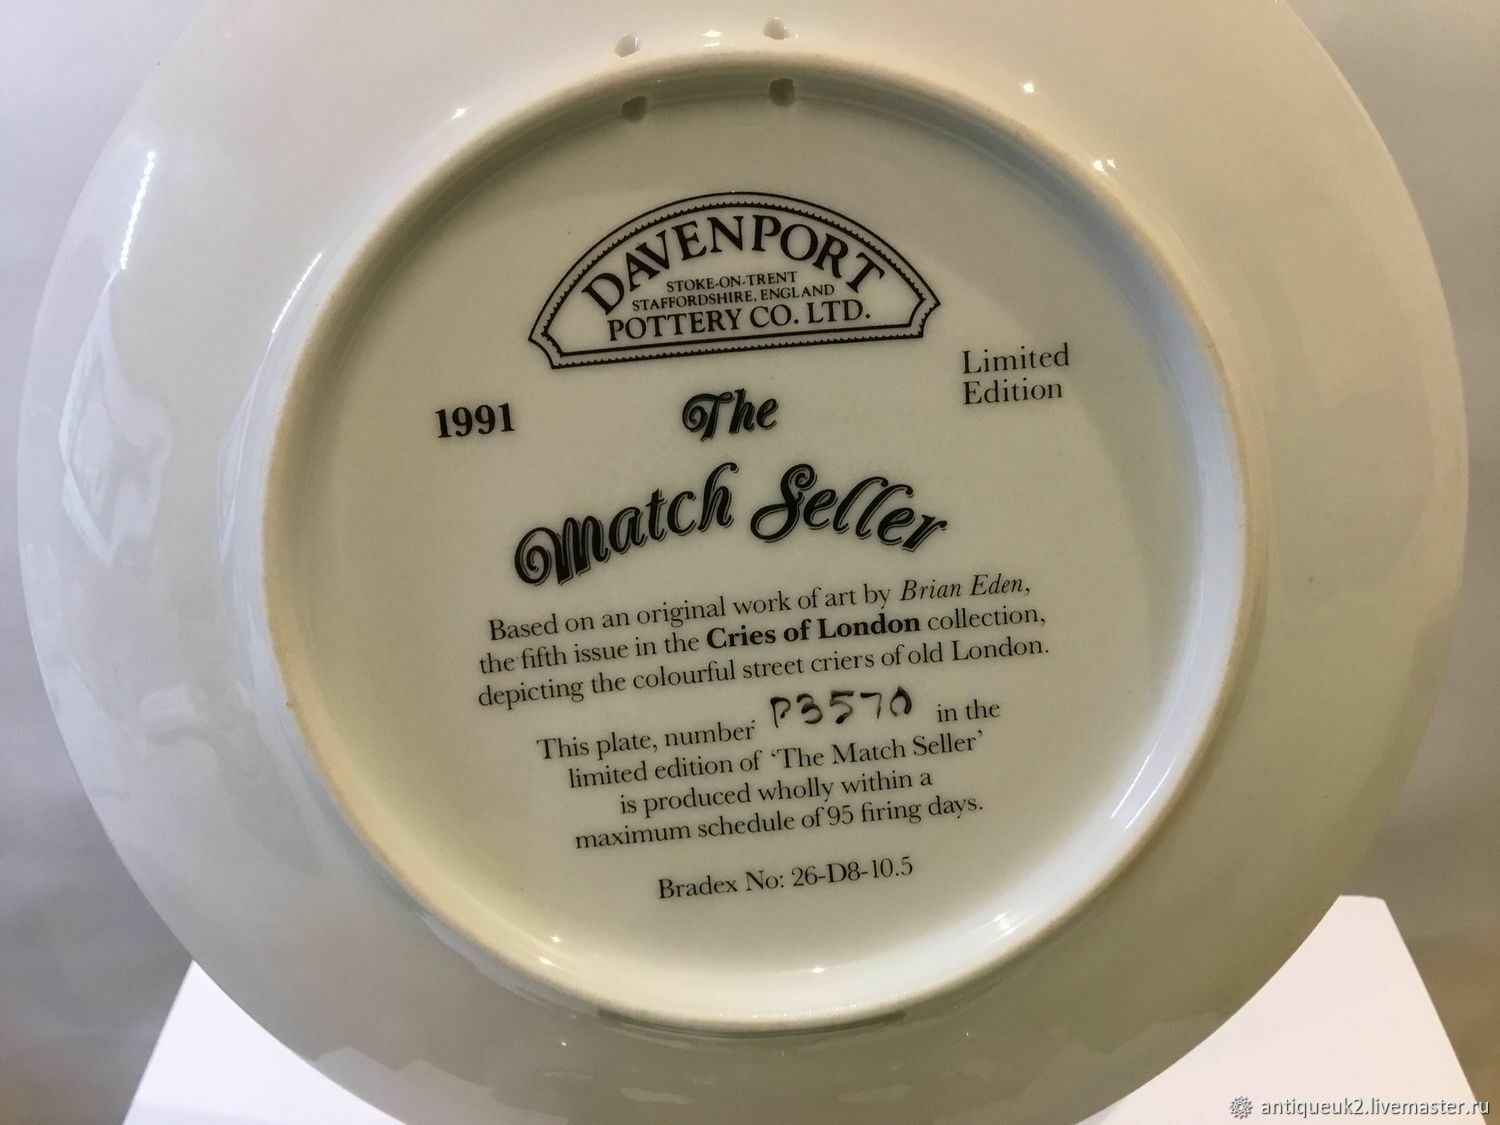 DAVENPORT
STOKE-ON-TRENT
STAFFORDSHIRE, ENGLAND
POTTERY CO. LTD.
Limited
Edition
1991
The
Match Seller
Based on an original work of art by Brian Eden,
the fifth issue in the Cries of London collection,
depicting the colourful street criers of old London.
This plate, number P3570 in the
limited edition of ‘The Match Seller’
is produced wholly within a
maximum schedule of 95 firing days.
Bradex No: 26-D8-10.5
antiqueuk2.livemaster.ru